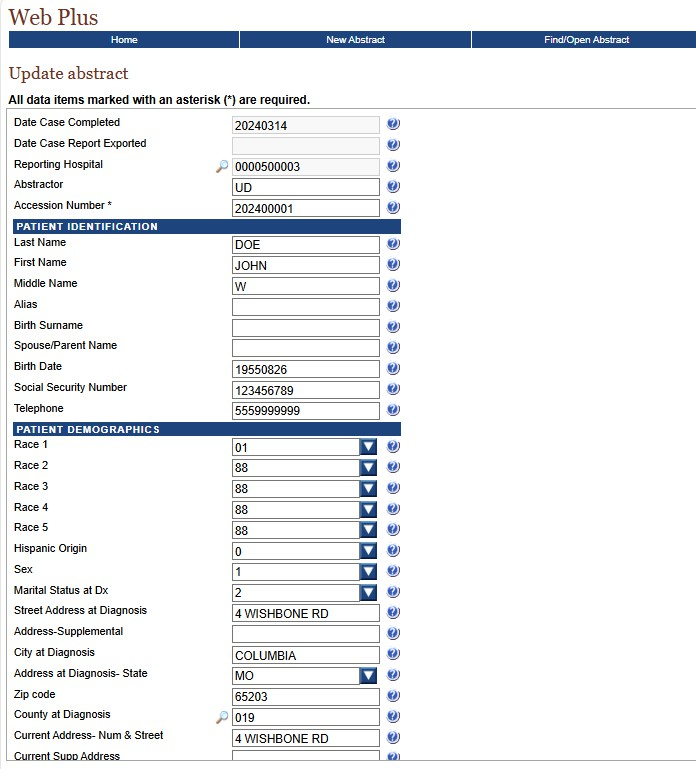 Web Plus
Home New Abstract Find/Open Abstract
Update abstract
All data items marked with an asterisk (*) are required.
Date Case Completed 20240314
Date Case Report Exported
Reporting Hospital 0000500003
Abstractor UD
Accession Number * 202400001
PATIENT IDENTIFICATION
Last Name DOE
First Name JOHN
Middle Name W
Alias
Birth Surname
Spouse/Parent Name
Birth Date 19550826
Social Security Number 123456789
Telephone 5559999999
PATIENT DEMOGRAPHICS
Race 1 01
Race 2 88
Race 3 88
Race 4 88
Race 5 88
Hispanic Origin 0
Sex 1
Marital Status at Dx 2
Street Address at Diagnosis 4 WISHBONE RD
Address-Supplemental
City at Diagnosis COLUMBIA
Address at Diagnosis- State MO
Zip code 65203
County at Diagnosis 019
Current Address- Num & Street 4 WISHBONE RD
Current Supp Address